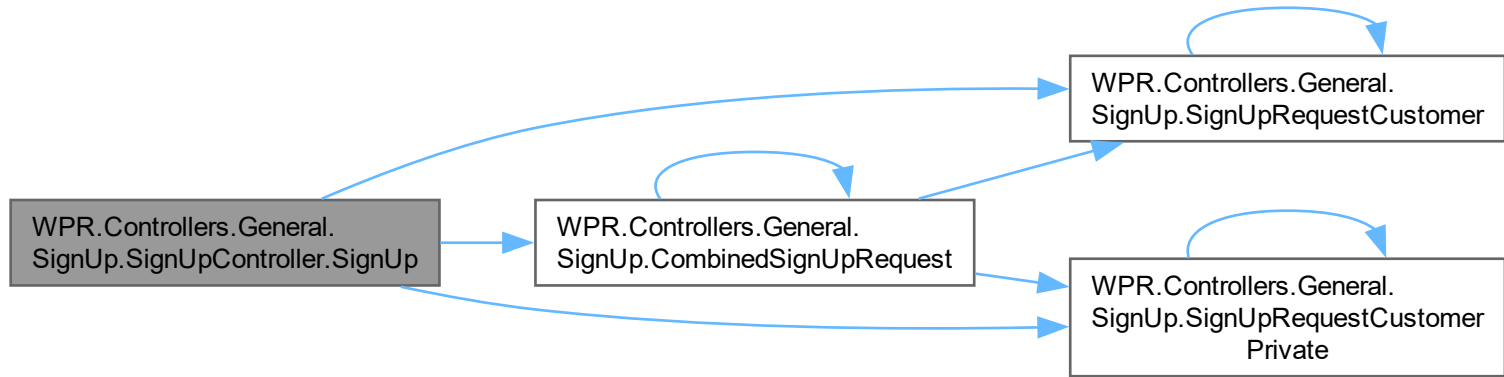 WPR.Controllers.General.
SignUp.SignUpController.SignUp
WPR.Controllers.General.
SignUp.CombinedSignUpRequest
WPR.Controllers.General.
SignUp.SignUpRequestCustomer
WPR.Controllers.General.
SignUp.SignUpRequestCustomer
Private